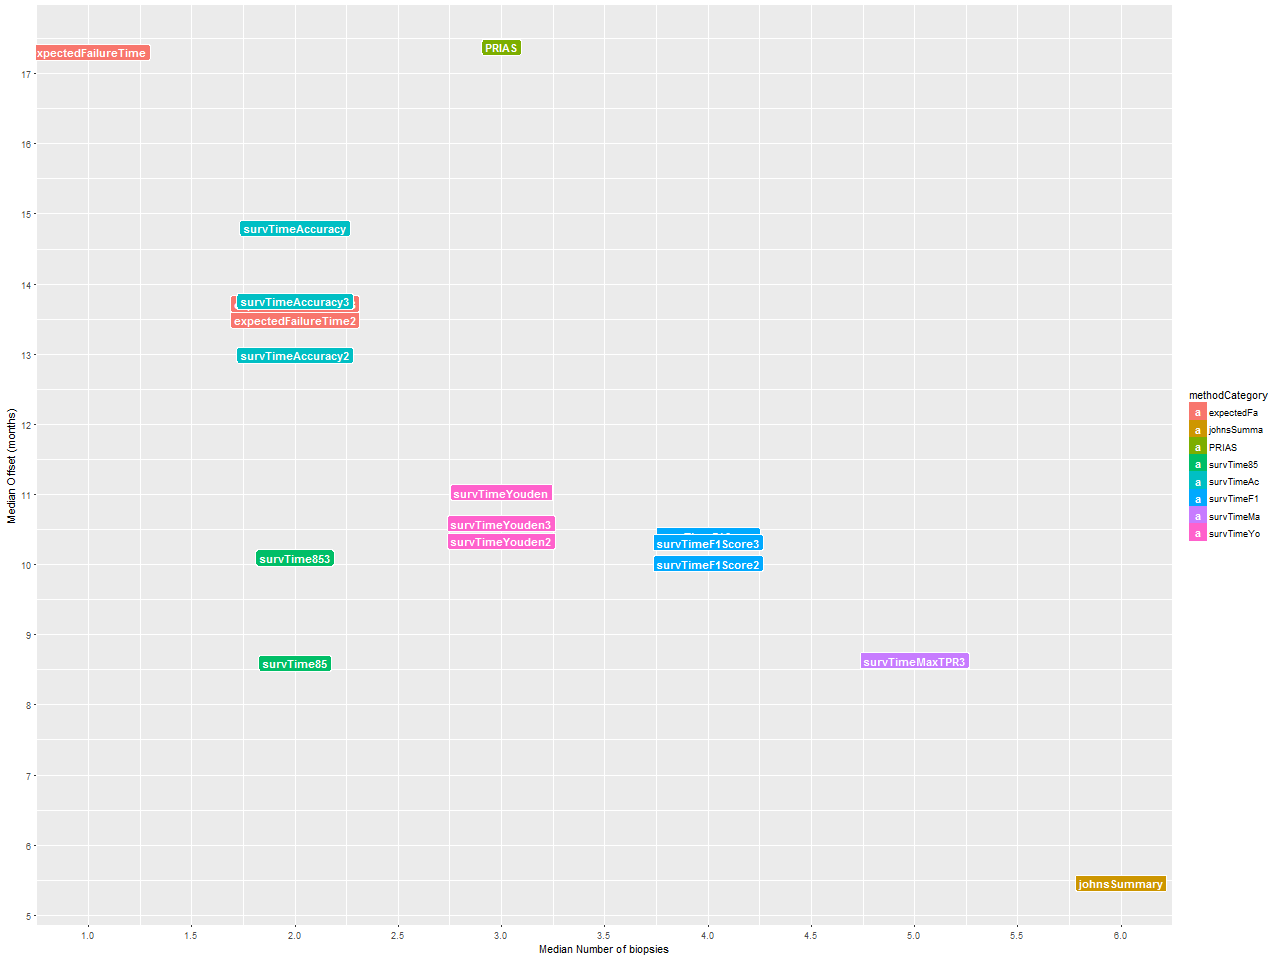 xpectedFailureTime
PRIAS
17
16
15
survTimeAccuracy
14
survTimeAccuracy3
expectedFailureTime2
13
survTimeAccuracy2
12
11
survTimeYouden
survTimeYouden3
survTimeYouden2
survTimeF1Score3
survTime853
survTimeF1Score2
10
9
survTime85
survTimeMaxTPR3
8
7
6
johnsSummary
5
Median Offset (months)
1.0 1.5 2.0 2.5 3.0 3.5 4.0 4.5 5.0 5.5 6.0
Median Number of biopsies
methodCategory
a expectedFa
a johnsSumma
a PRIAS
a survTime85
a survTimeAc
a survTimeF1
a survTimeMa
a survTimeYo